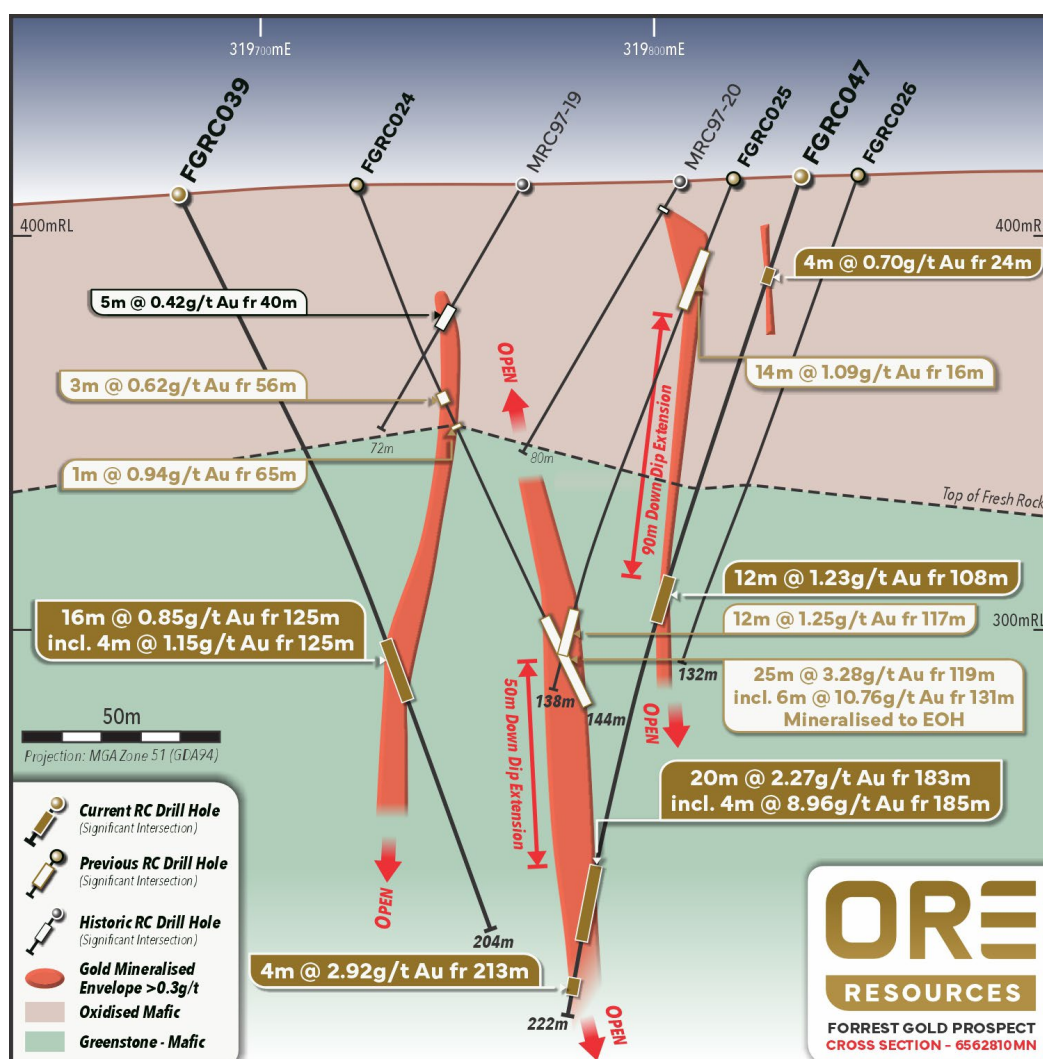 319700mE
319800mE
FGRC039
FGRC024
MRC97-19
MRC97-20
FGRC025
FGRC047
FGRC026
400mRL
400mR
4m @ 0.70g/t Au fr 24m
5m @ 0.42g/t Au fr 40m
OPEN
14m @ 1.09g/t Au fr 16m
3m @ 0.62g/t Au fr 56m
90m Down Dip Extension
72m
80m
1m @ 0.94g/t Au fr 65m
Top of Fresh Rock
12m @ 1.23g/t Au fr 108m
16m @ 0.85g/t Au fr 125m
incl. 4m @ 1.15g/t Au fr 125m
12m @ 1.25g/t Au fr 117m
300mRL
25m @ 3.28g/t Au fr 119m
incl. 6m @ 10.76g/t Au fr 131m
Mineralised to EOH
132m
138m
144m
50m Down Dip Extension
OPEN
50m
Projection: MGA Zone 51 (GDA94)
20m @ 2.27g/t Au fr 183m
incl. 4m @ 8.96g/t Au fr 185m
OPEN
204m
4m @ 2.92g/t Au fr 213m
222m
OPEN
Current RC Drill Hole
(Significant Intersection)
Previous RC Drill Hole
(Significant Intersection)
Historic RC Drill Hole
(Significant Intersection)
Gold Mineralised
Envelope >0.3g/t
Oxidised Mafic
Greenstone - Mafic
ORE
RESOURCES
FORREST GOLD PROSPECT
CROSS SECTION - 6562810MN